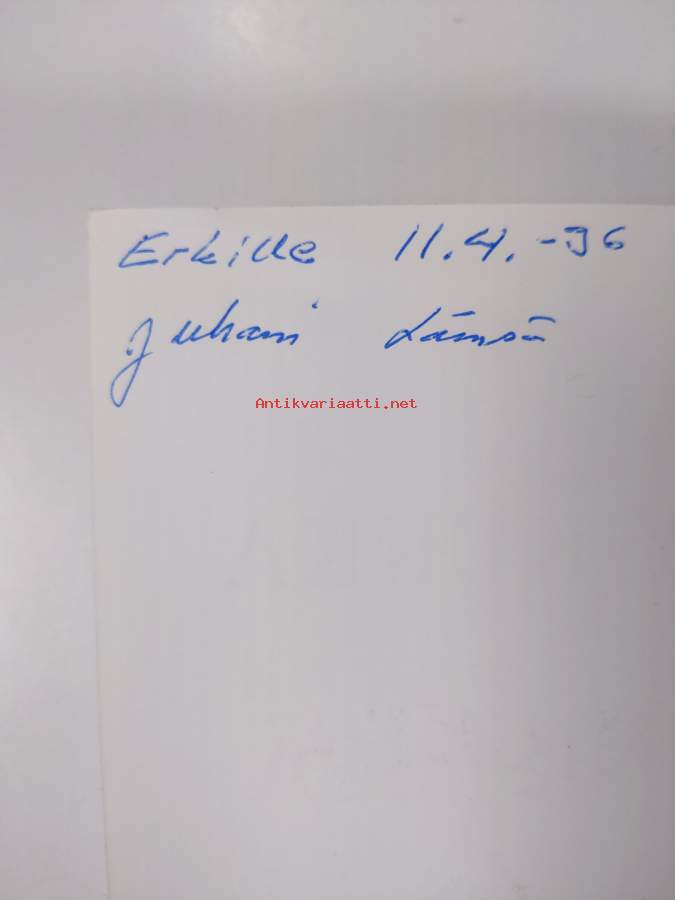 Erkille 11.4.-96
Juhani Lämsä
Antikvariaatti.net